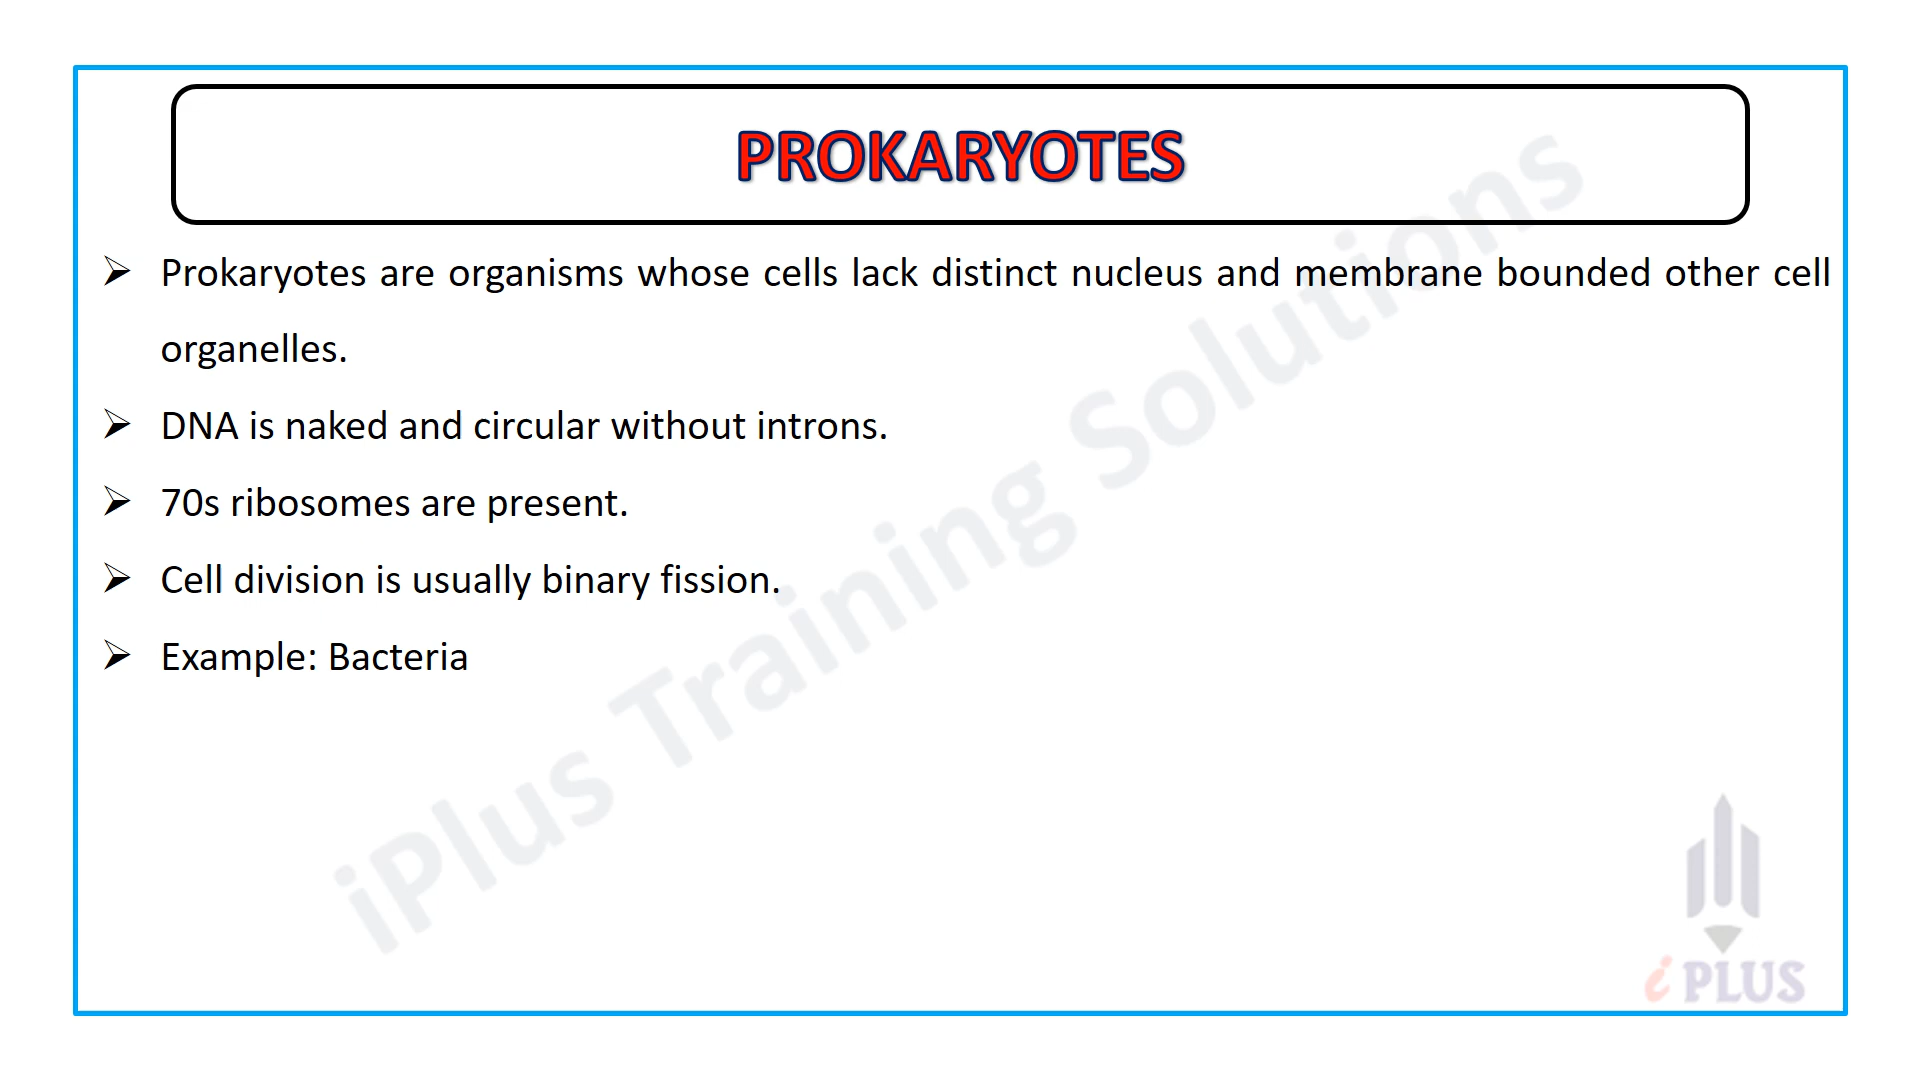 PROKARYOTES
Prokaryotes are organisms whose cells lack distinct nucleus and membrane bounded other cell
organelles.
DNA is naked and circular without introns.
70s ribosomes are present.
Cell division is usually binary fission.
Example: Bacteria
iPlus Training Solutions
i PLUS